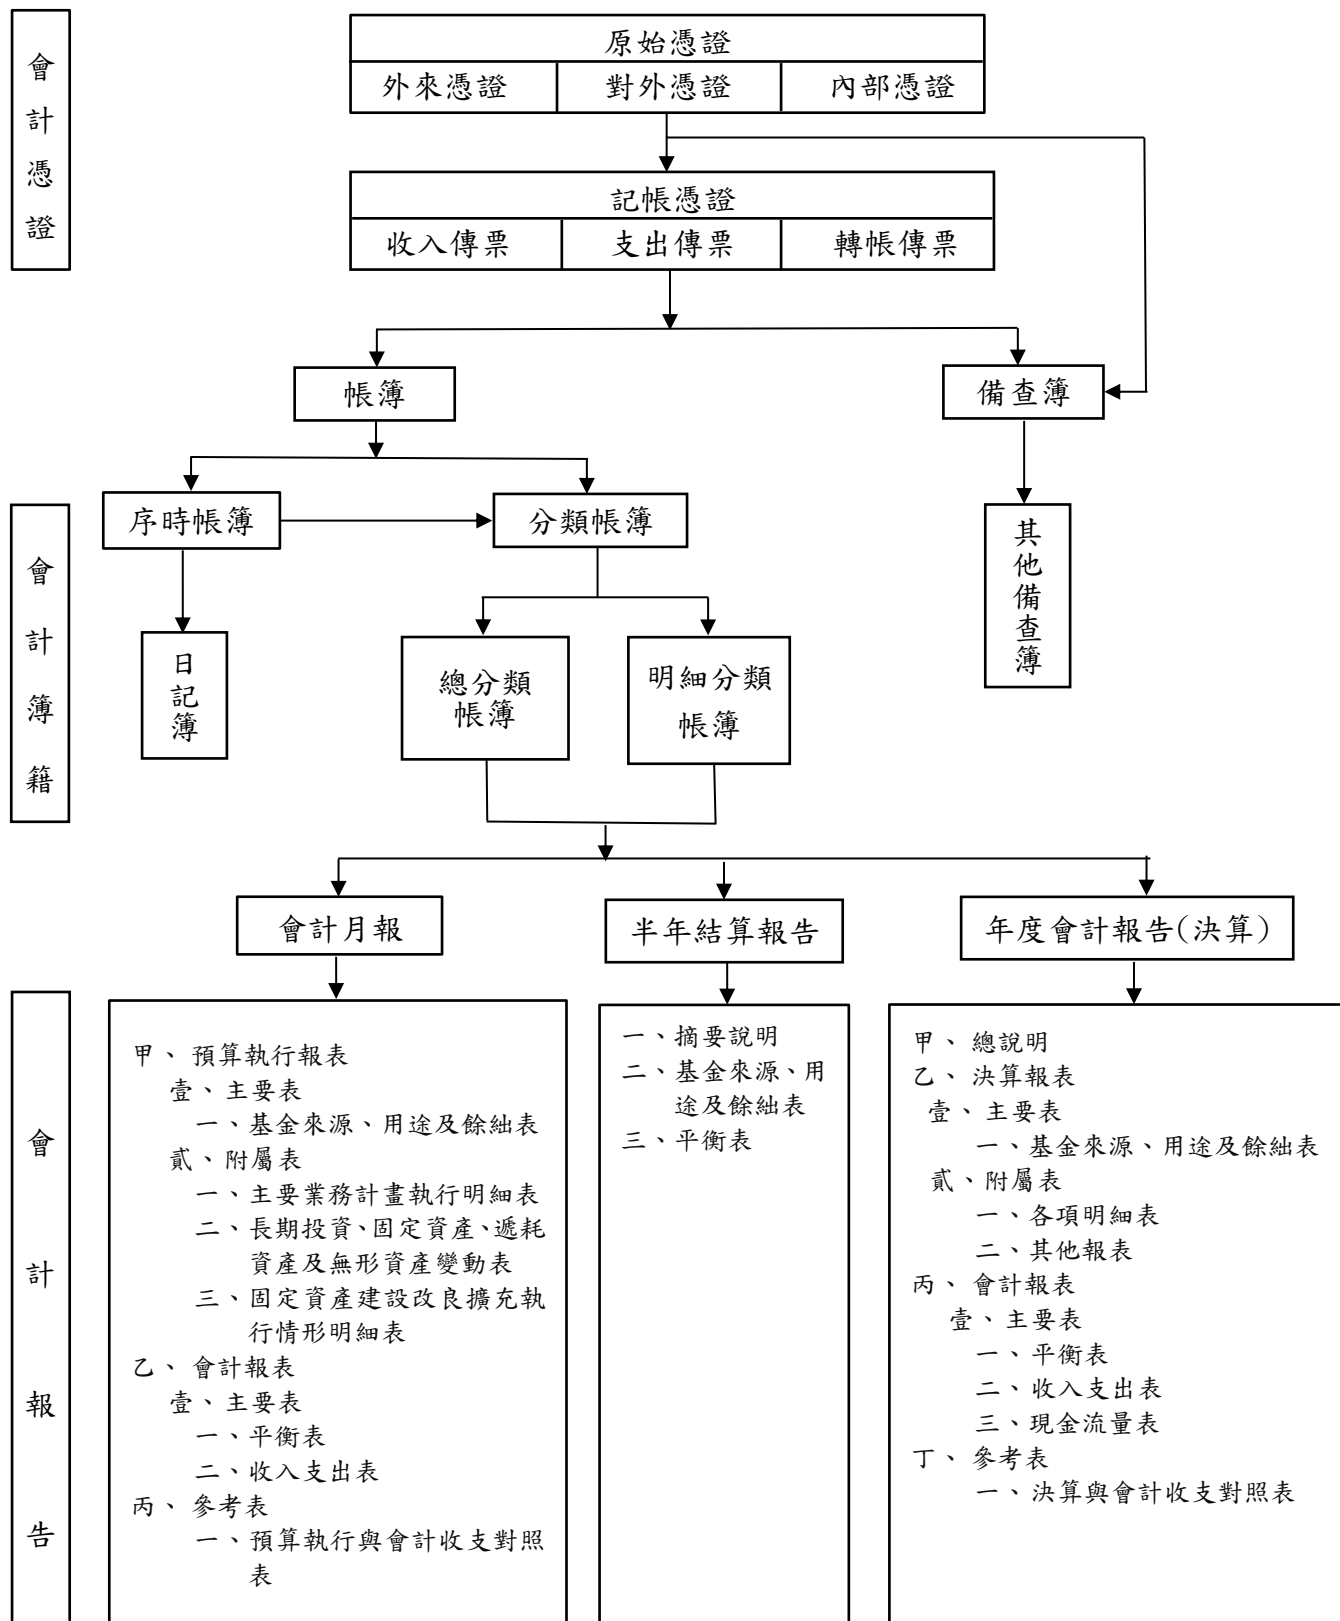 會計憑證
原始憑證
外來憑證 對外憑證 內部憑證
記帳憑證
收入傳票 支出傳票 轉帳傳票
帳簿
備查簿
會計簿籍
序時帳簿
分類帳簿
其他備查簿
日記簿
總分類
帳簿
明細分類
帳簿
會計月報
半年結算報告
年度會計報告(決算)
會計報告
甲、 預算執行報表
壹、主要表
一、基金來源、用途及餘絀表
貳、附屬表
一、主要業務計畫執行明細表
二、長期投資、固定資產、遞耗
資產及無形資產變動表
三、固定資產建設改良擴充執
行情形明細表
乙、 會計報表
壹、主要表
一、平衡表
二、收入支出表
丙、 參考表
一、預算執行與會計收支對照
表
一、摘要說明
二、基金來源、用
途及餘絀表
三、平衡表
甲、 總說明
乙、 決算報表
壹、主要表
一、基金來源、用途及餘絀表
貳、附屬表
一、各項明細表
二、其他報表
丙、 會計報表
壹、主要表
一、平衡表
二、收入支出表
三、現金流量表
丁、 參考表
一、決算與會計收支對照表